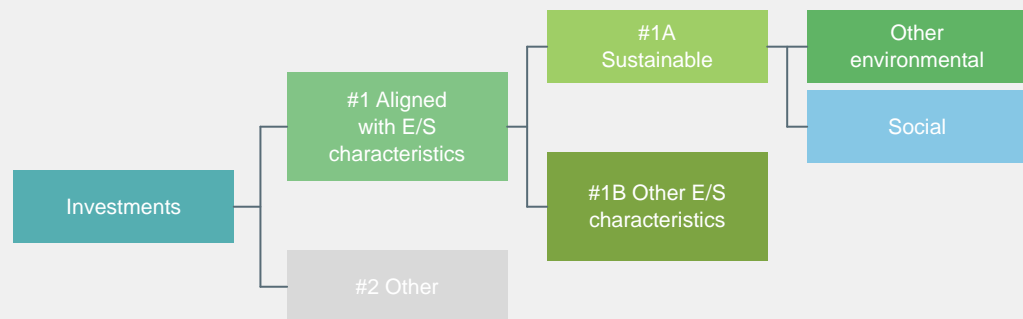 Investments
#1 Aligned
with E/S
characteristics
#2 Other
#1A
Sustainable
#1B Other E/S
characteristics
Other
environmental
Social